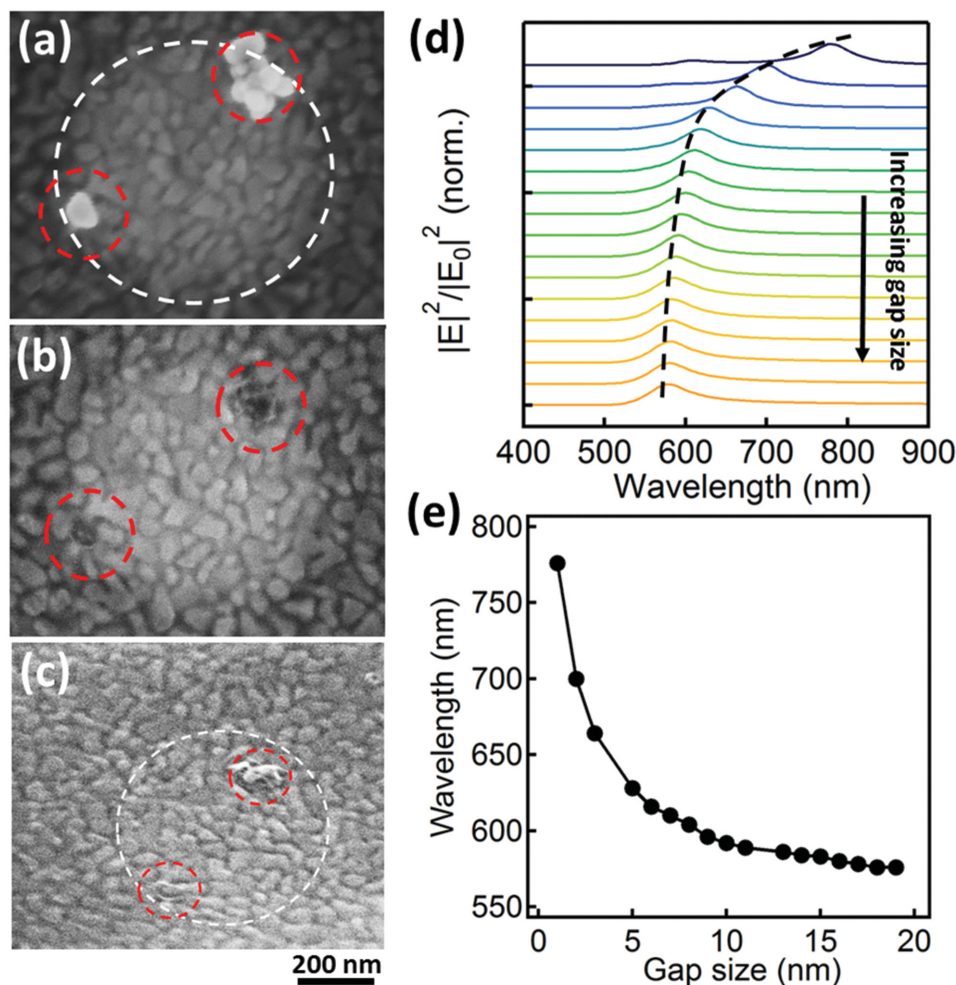 (a)
(b)
(c)
200 nm
(d)
|E|²/|E₀|² (norm.)
Increasing gap size
400 500 600 700 800 900
Wavelength (nm)
(e)
Wavelength (nm)
800
750
700
650
600
550
0 5 10 15 20
Gap size (nm)